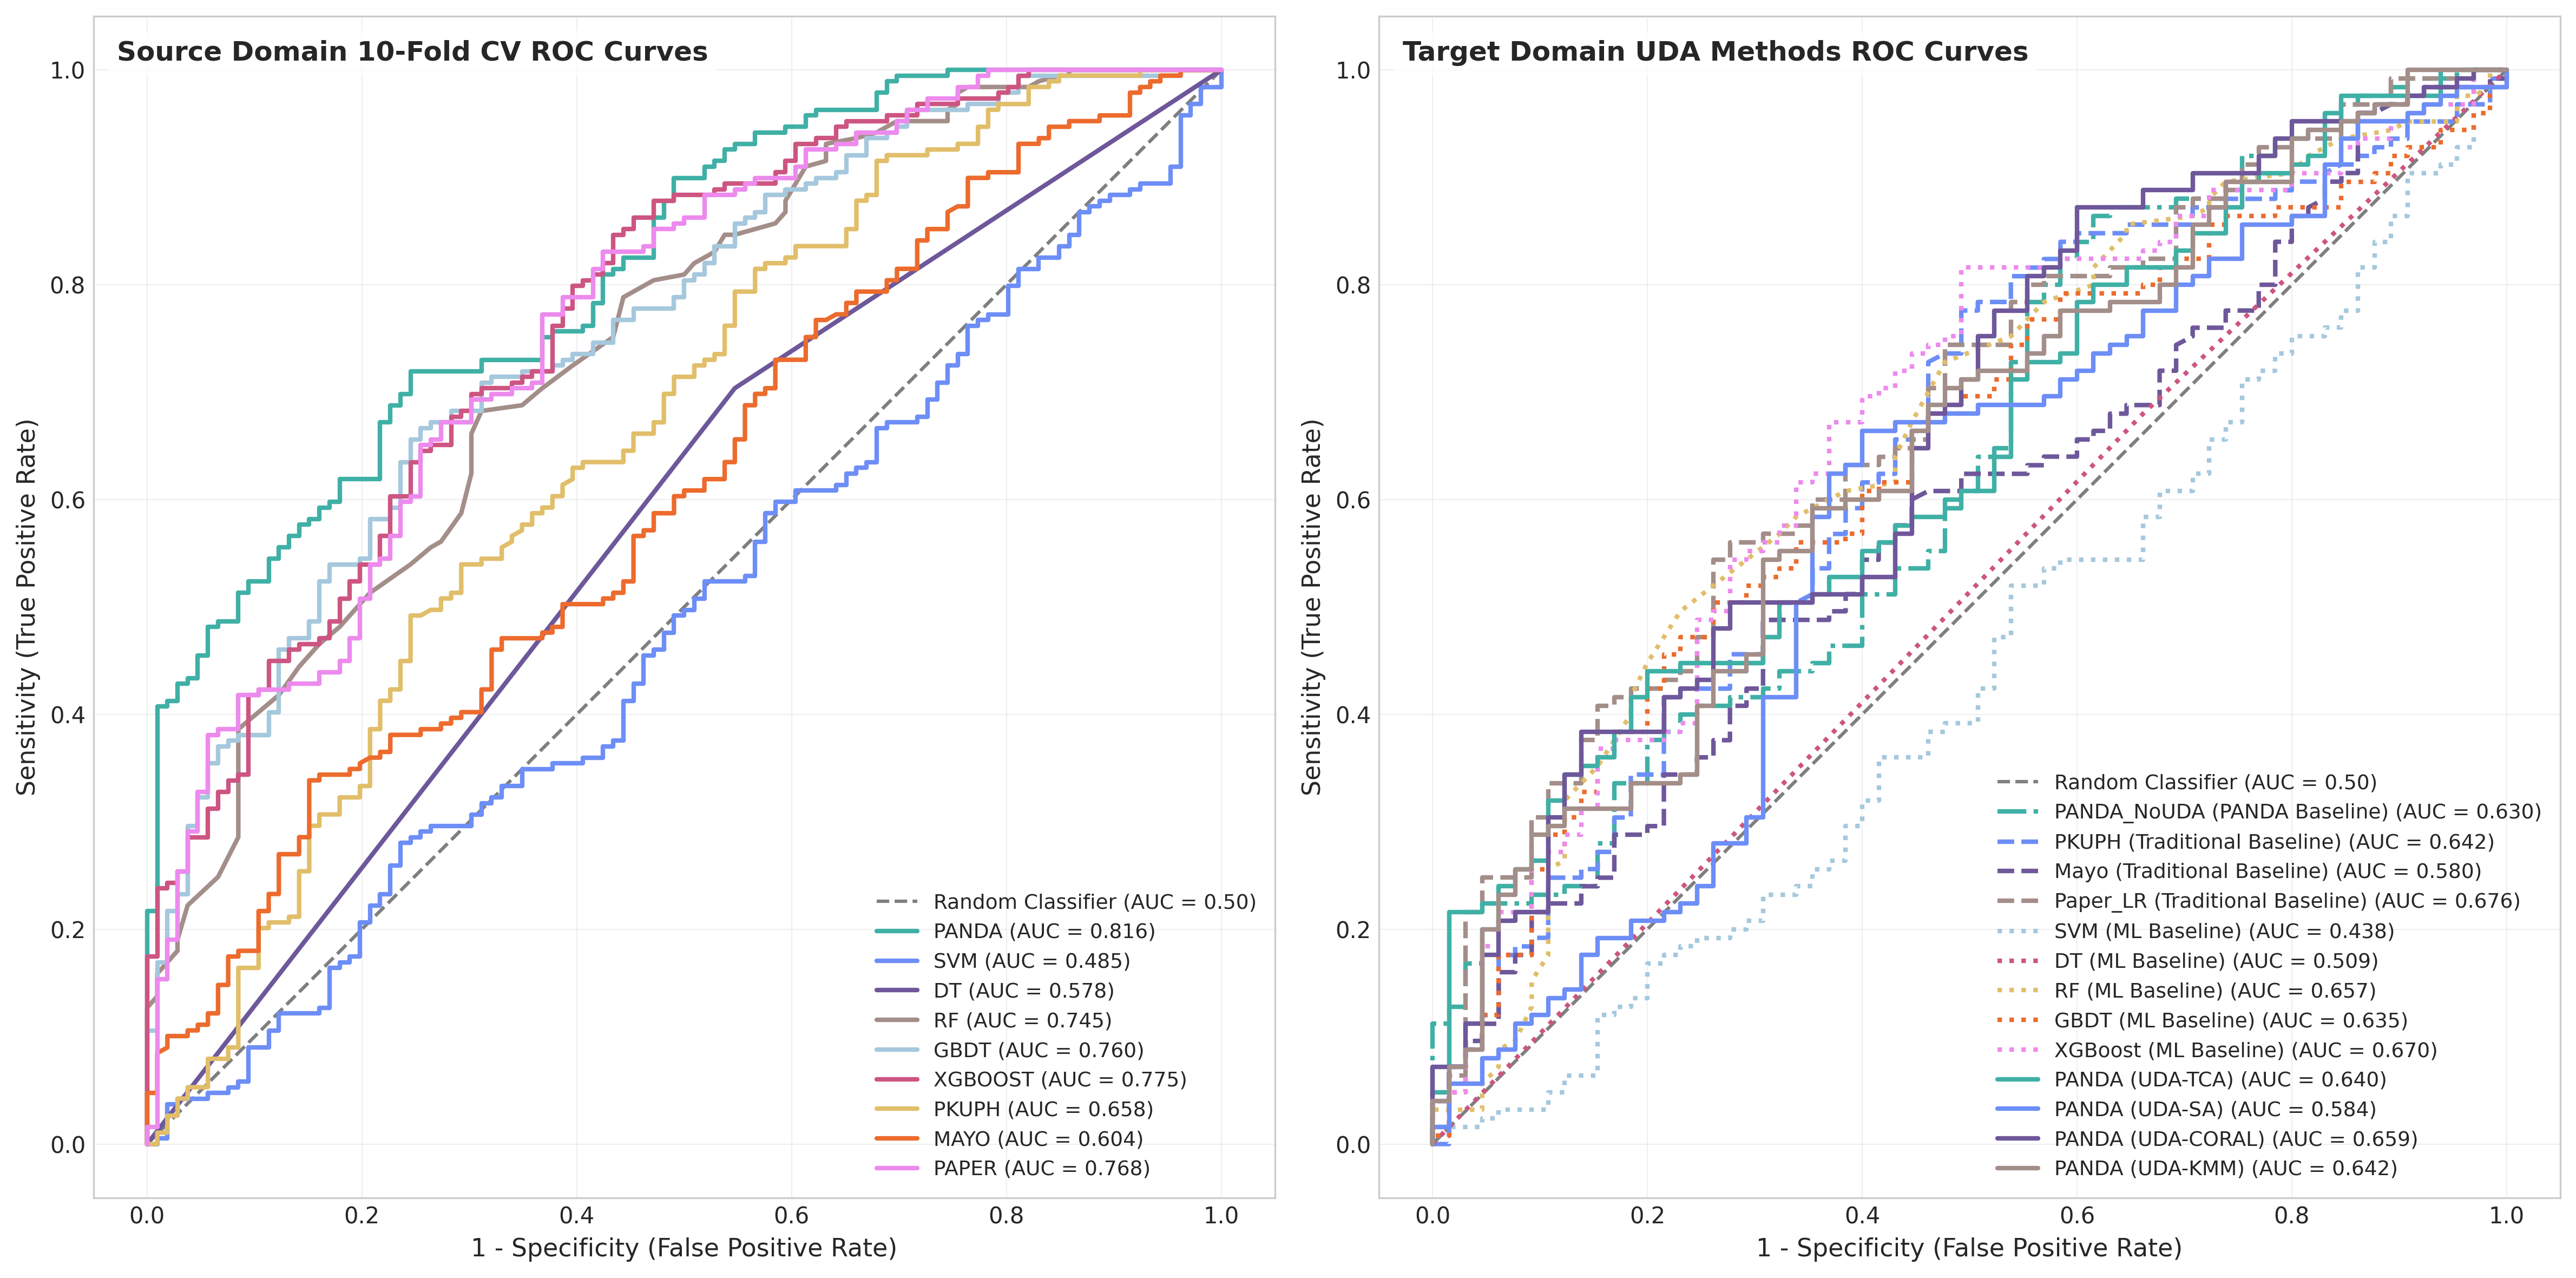 Source Domain 10-Fold CV ROC Curves
Sensitivity (True Positive Rate)
1.0
0.8
0.6
0.4
0.2
0.0
Random Classifier (AUC = 0.50)
PANDA (AUC = 0.816)
SVM (AUC = 0.485)
DT (AUC = 0.578)
RF (AUC = 0.745)
GBDT (AUC = 0.760)
XGBOOST (AUC = 0.775)
PKUPH (AUC = 0.658)
MAYO (AUC = 0.604)
PAPER (AUC = 0.768)
0.0 0.2 0.4 0.6 0.8 1.0
1 - Specificity (False Positive Rate)
Target Domain UDA Methods ROC Curves
Sensitivity (True Positive Rate)
1.0
0.8
0.6
0.4
0.2
0.0
Random Classifier (AUC = 0.50)
PANDA_NoUDA (PANDA Baseline) (AUC = 0.630)
PKUPH (Traditional Baseline) (AUC = 0.642)
Mayo (Traditional Baseline) (AUC = 0.580)
Paper_LR (Traditional Baseline) (AUC = 0.676)
SVM (ML Baseline) (AUC = 0.438)
DT (ML Baseline) (AUC = 0.509)
RF (ML Baseline) (AUC = 0.657)
GBDT (ML Baseline) (AUC = 0.635)
XGBoost (ML Baseline) (AUC = 0.670)
PANDA (UDA-TCA) (AUC = 0.640)
PANDA (UDA-SA) (AUC = 0.584)
PANDA (UDA-CORAL) (AUC = 0.659)
PANDA (UDA-KMM) (AUC = 0.642)
0.0 0.2 0.4 0.6 0.8 1.0
1 - Specificity (False Positive Rate)